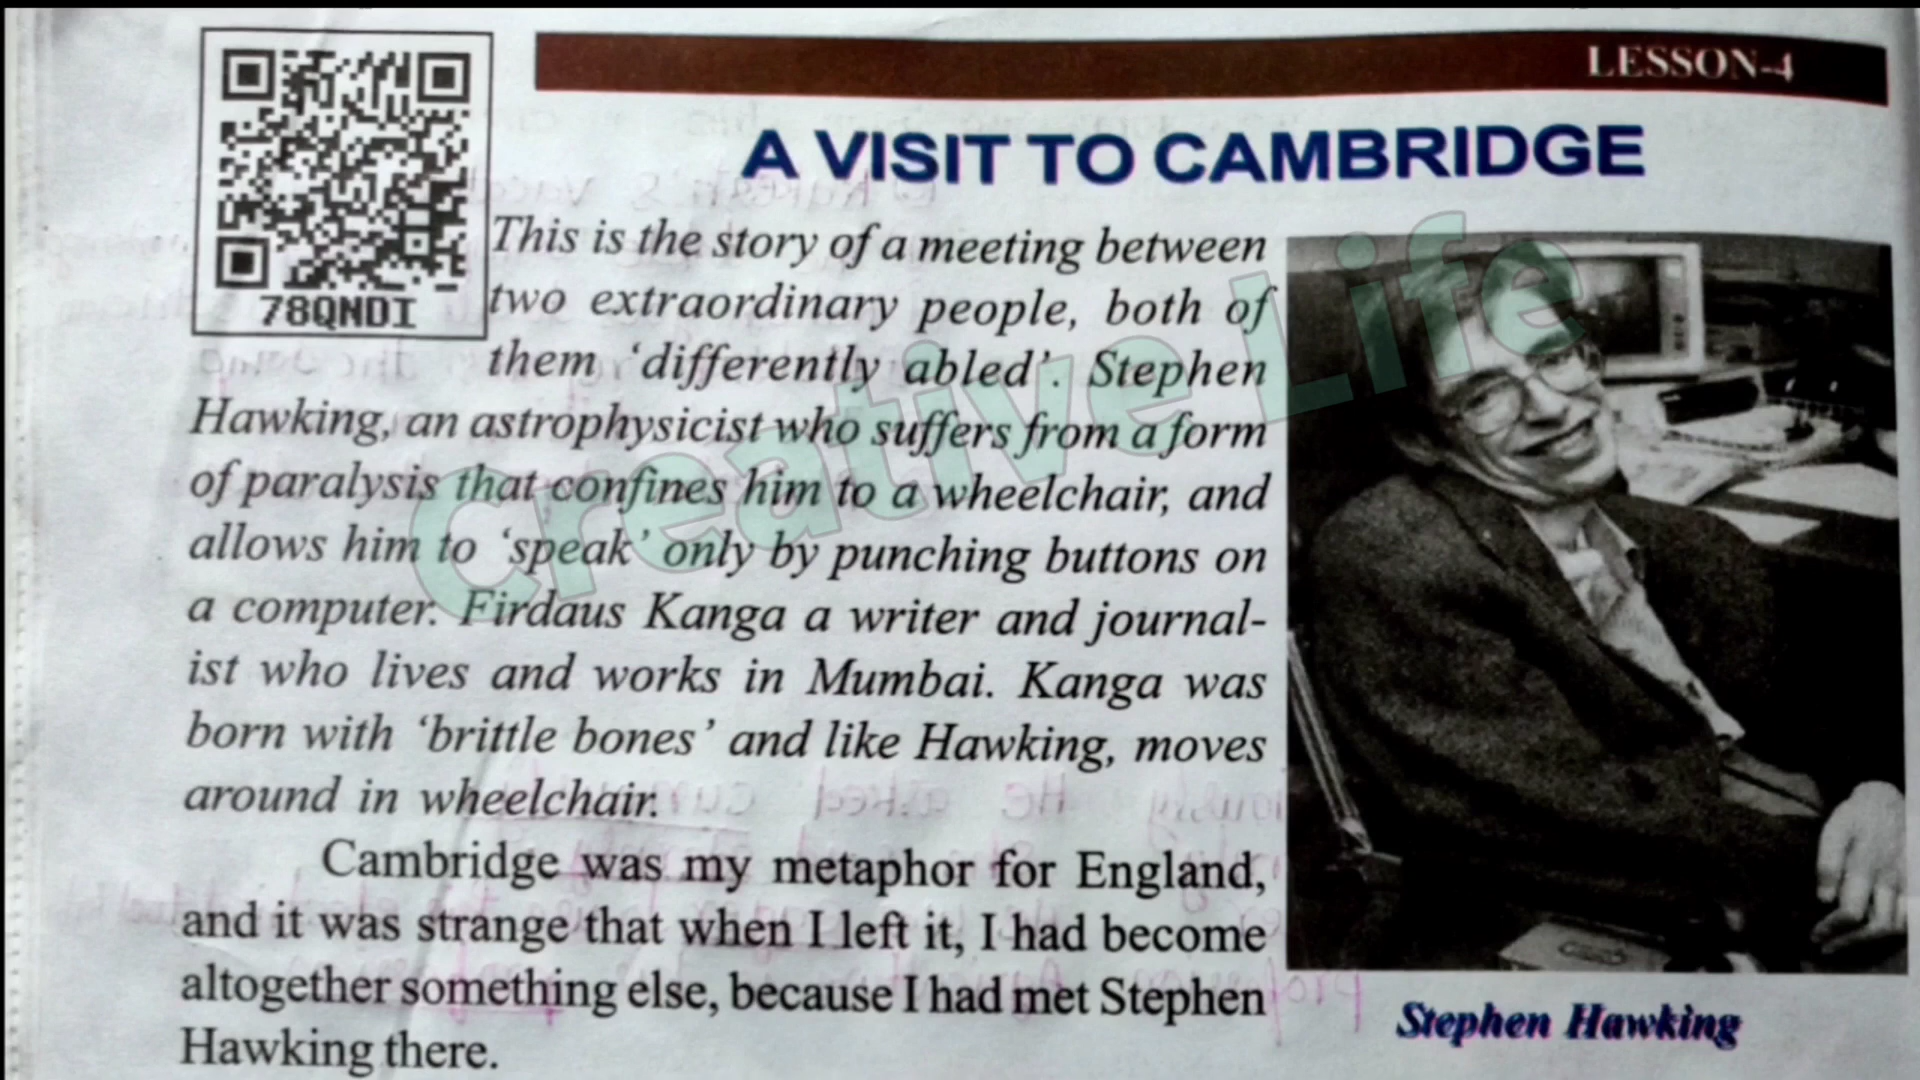 LESSON-4
78QNDI
A VISIT TO CAMBRIDGE
This is the story of a meeting between
two extraordinary people, both of
them ‘differently abled’. Stephen
Hawking, an astrophysicist who suffers from a form
of paralysis that confines him to a wheelchair, and
allows him to ‘speak’ only by punching buttons on
a computer. Firdaus Kanga a writer and journal-
ist who lives and works in Mumbai. Kanga was
born with ‘brittle bones’ and like Hawking, moves
around in wheelchair.
Cambridge was my metaphor for England,
and it was strange that when I left it, I had become
altogether something else, because I had met Stephen
Hawking there.
Stephen Hawking
Creative Life